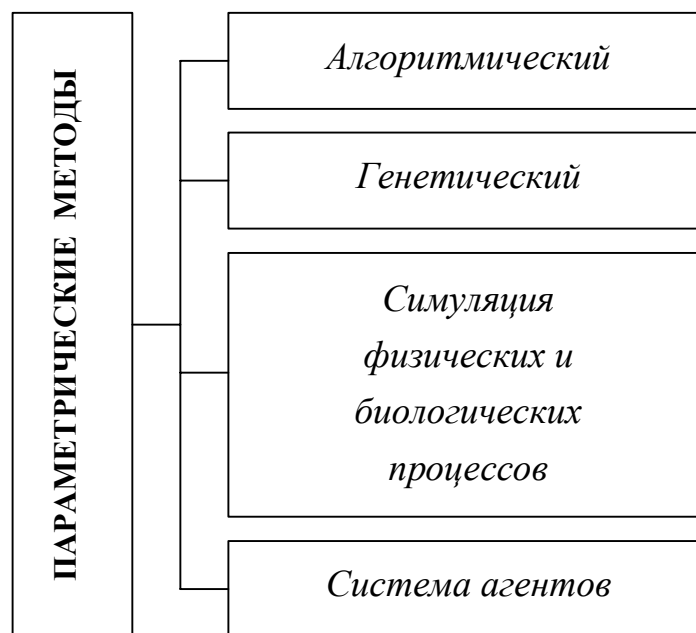 ПАРАМЕТРИЧЕСКИЕ МЕТОДЫ
Алгоритмический
Генетический
Симуляция
физических и
биологических
процессов
Система агентов